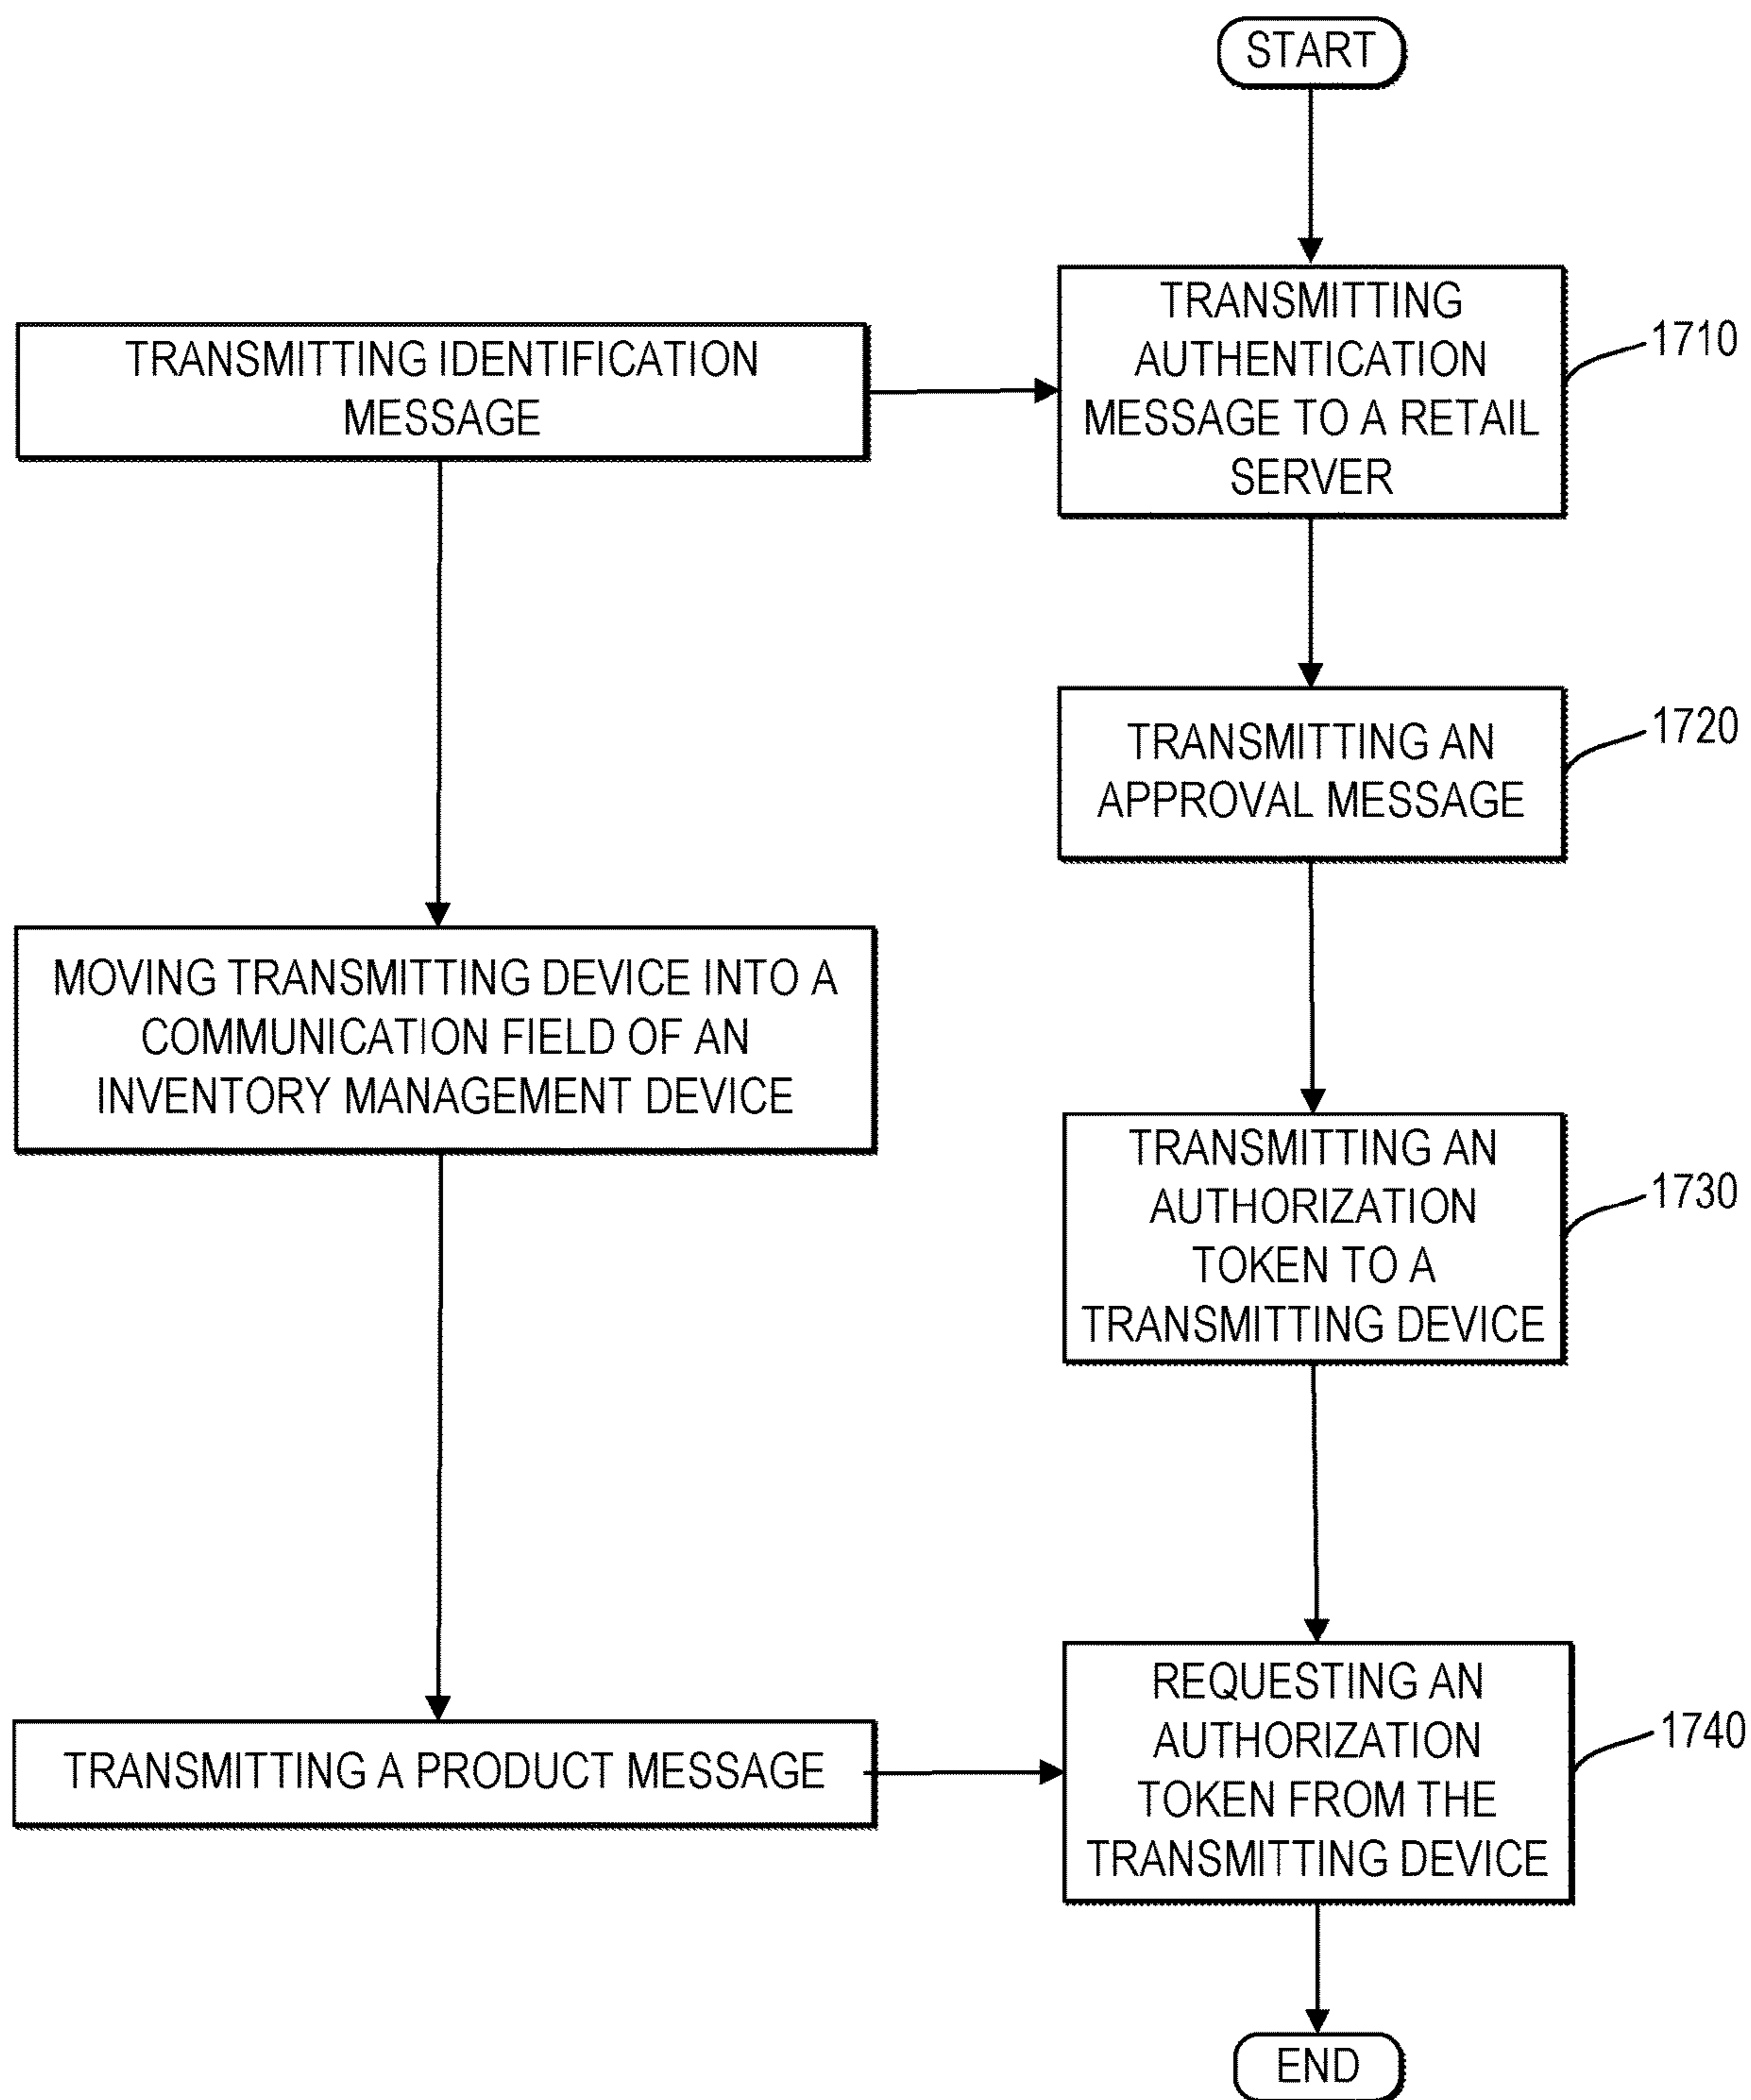 START
TRANSMITTING IDENTIFICATION
MESSAGE
TRANSMITTING
AUTHENTICATION
MESSAGE TO A RETAIL
SERVER
1710
TRANSMITTING AN
APPROVAL MESSAGE
1720
MOVING TRANSMITTING DEVICE INTO A
COMMUNICATION FIELD OF AN
INVENTORY MANAGEMENT DEVICE
TRANSMITTING AN
AUTHORIZATION
TOKEN TO A
TRANSMITTING DEVICE
1730
TRANSMITTING A PRODUCT MESSAGE
REQUESTING AN
AUTHORIZATION
TOKEN FROM THE
TRANSMITTING DEVICE
1740
END